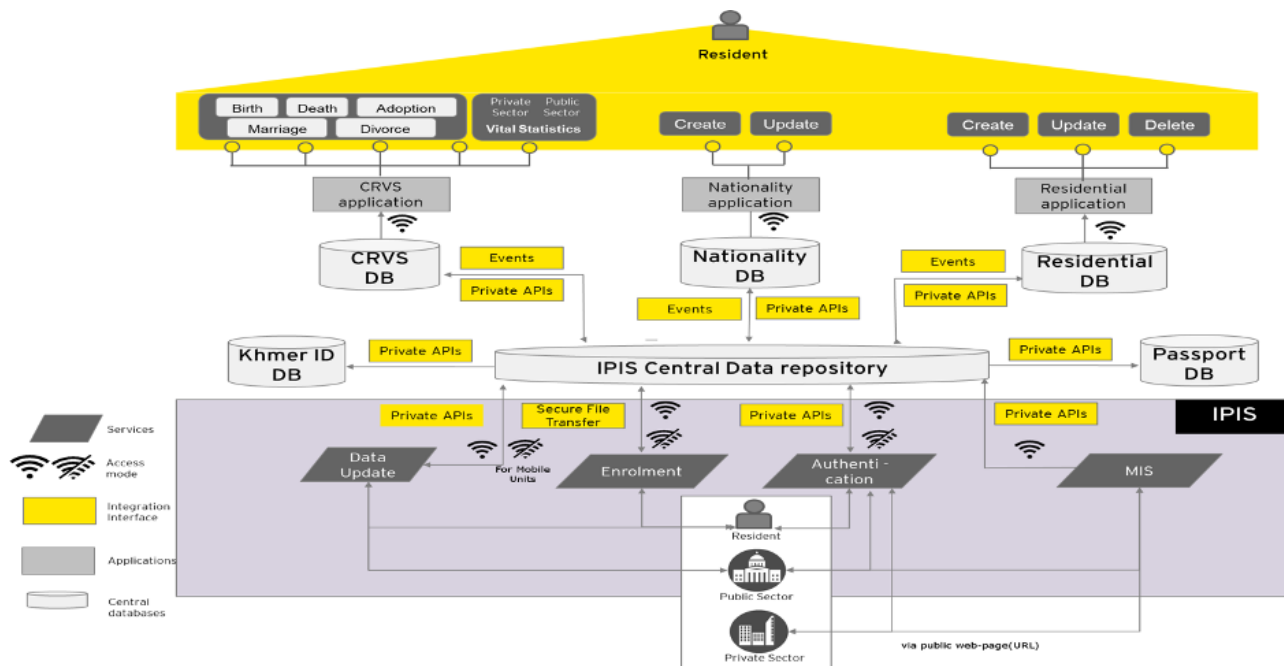 Resident
Birth
Death
Adoption
Marriage
Divorce
Private
Sector
Public
Sector
Vital Statistics
Create
Update
Create
Update
Delete
CRVS
application
Nationality
application
Residential
application
CRVS
DB
Nationality
DB
Residential
DB
Events
Private APIs
Events
Private APIs
Events
Private APIs
Khmer ID
DB
Private APIs
IPIS Central Data repository
Private APIs
Passport
DB
Private APIs
Secure File
Transfer
Private APIs
Private APIs
IPIS
Services
Access
mode
Integration
Interface
Applications
Central
databases
Data
Update
For Mobile
Units
Enrolment
Authenti -
cation
MIS
Resident
Public Sector
Private Sector
via public web-page(URL)